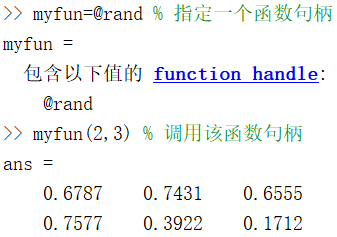 >> myfun=@rand % 指定一个函数句柄
myfun =
包含以下值的 function_handle:
@rand
>> myfun(2,3) % 调用该函数句柄
ans =
0.6787 0.7431 0.6555
0.7577 0.3922 0.1712